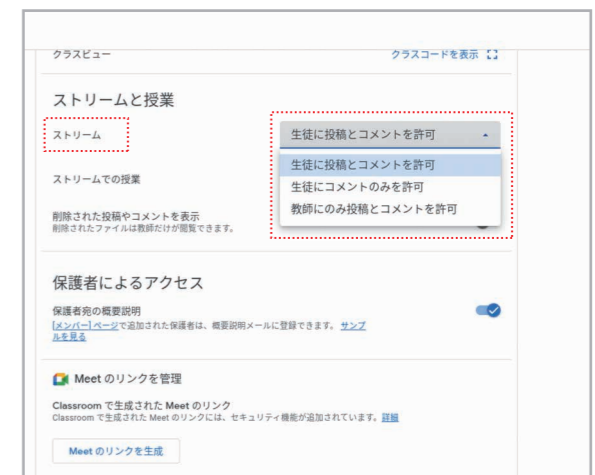 クラスビュー
クラスコードを表示
ストリームと授業
ストリーム
生徒に投稿とコメントを許可
生徒に投稿とコメントを許可
ストリームでの授業
生徒にコメントのみを許可
教師にのみ投稿とコメントを許可
削除された投稿やコメントを表示
削除されたファイルは教師だけが閲覧できます。
保護者によるアクセス
保護者宛の概要説明
[メンバー] ページで追加された保護者は、概要説明メールに登録できます。 サンプ
ルを見る
Meet のリンクを管理
Classroom で生成された Meet のリンク
Classroom で生成された Meet のリンクには、セキュリティ機能が追加されています。詳細
Meet のリンクを生成